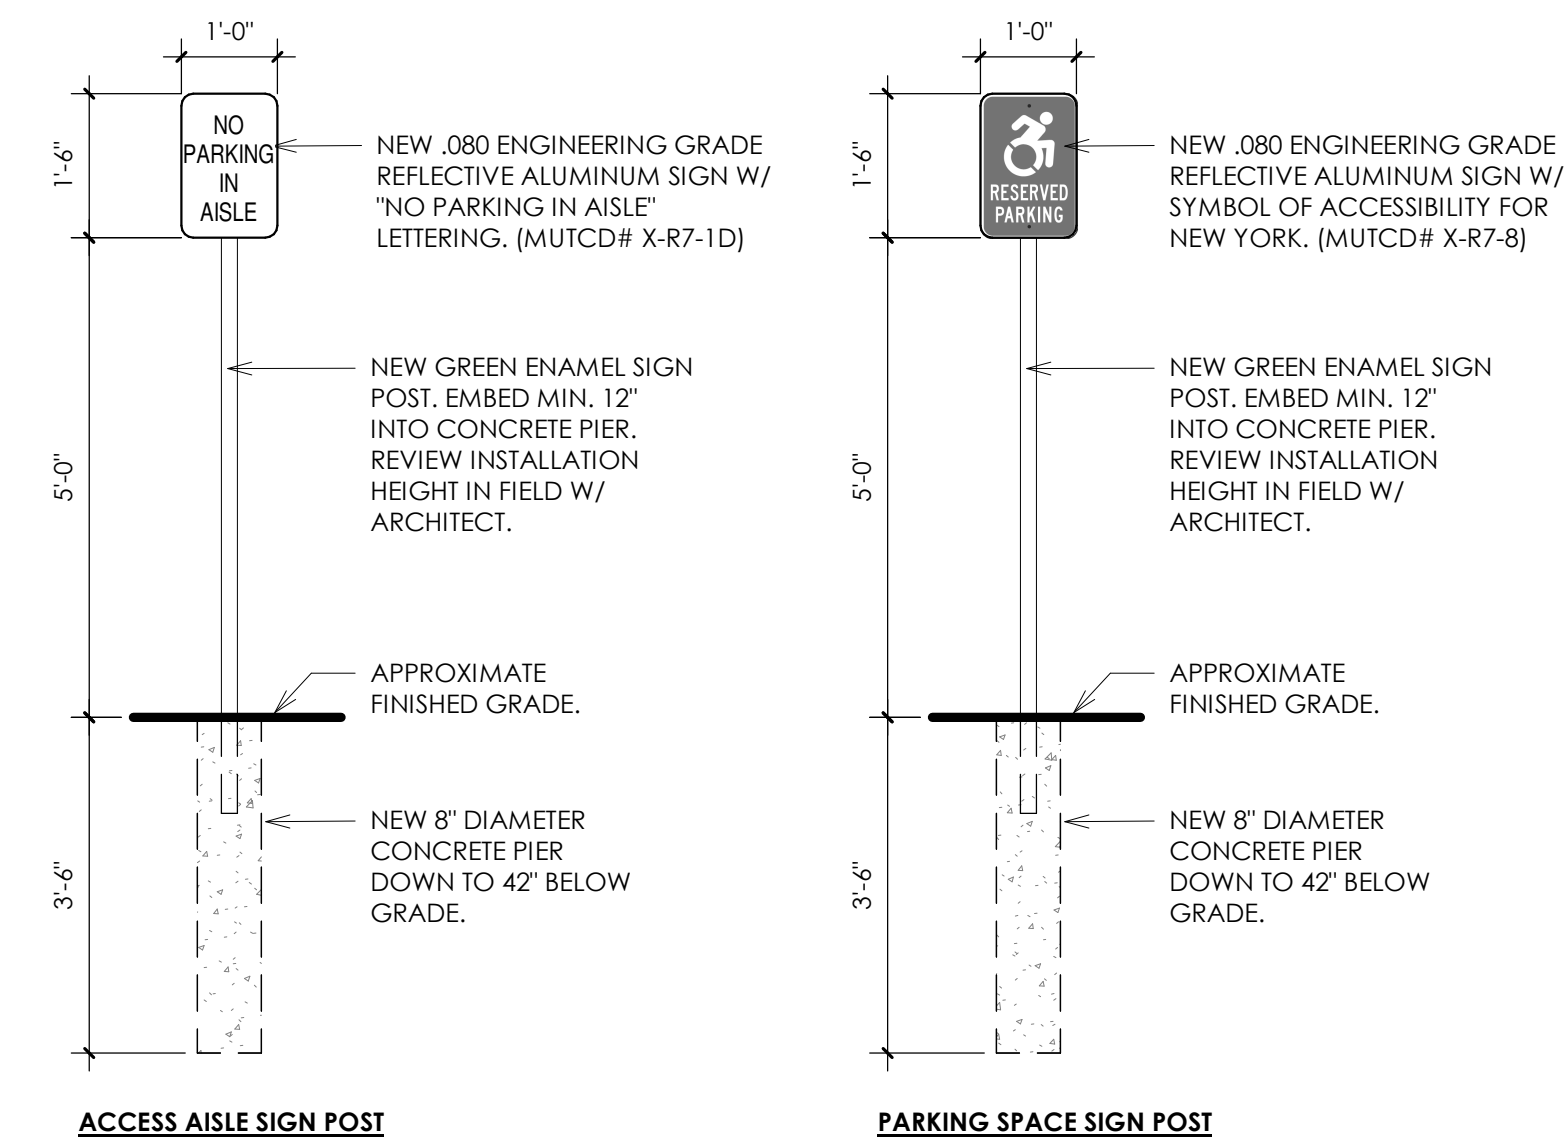 1'-0"
1'-6"
NO
PARKING
IN
AISLE
NEW .080 ENGINEERING GRADE
REFLECTIVE ALUMINUM SIGN W/
"NO PARKING IN AISLE"
LETTERING. (MUTCD# X-R7-1D)
5'-0"
NEW GREEN ENAMEL SIGN
POST. EMBED MIN. 12"
INTO CONCRETE PIER.
REVIEW INSTALLATION
HEIGHT IN FIELD W/
ARCHITECT.
APPROXIMATE
FINISHED GRADE.
3'-6"
NEW 8" DIAMETER
CONCRETE PIER
DOWN TO 42" BELOW
GRADE.
ACCESS AISLE SIGN POST
1'-0"
1'-6"
RESERVED
PARKING
NEW .080 ENGINEERING GRADE
REFLECTIVE ALUMINUM SIGN W/
SYMBOL OF ACCESSIBILITY FOR
NEW YORK. (MUTCD# X-R7-8)
5'-0"
NEW GREEN ENAMEL SIGN
POST. EMBED MIN. 12"
INTO CONCRETE PIER.
REVIEW INSTALLATION
HEIGHT IN FIELD W/
ARCHITECT.
APPROXIMATE
FINISHED GRADE.
3'-6"
NEW 8" DIAMETER
CONCRETE PIER
DOWN TO 42" BELOW
GRADE.
PARKING SPACE SIGN POST